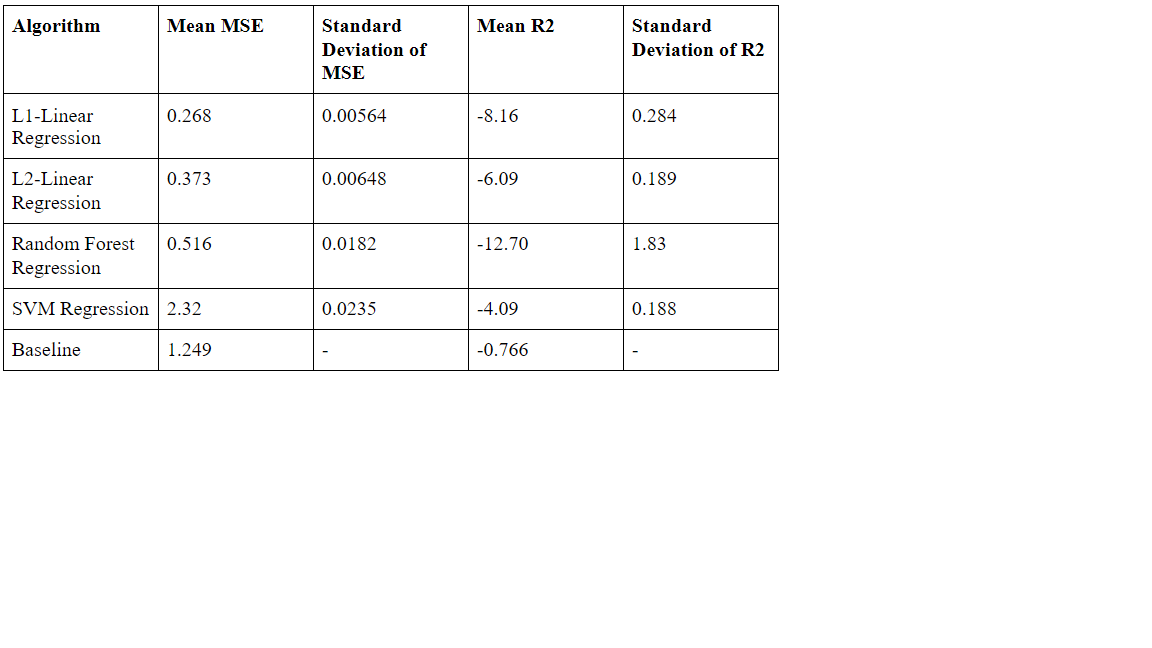 Algorithm Mean MSE Standard Deviation of MSE Mean R2 Standard Deviation of R2
L1-Linear Regression 0.268 0.00564 -8.16 0.284
L2-Linear Regression 0.373 0.00648 -6.09 0.189
Random Forest Regression 0.516 0.0182 -12.70 1.83
SVM Regression 2.32 0.0235 -4.09 0.188
Baseline 1.249 - -0.766 -